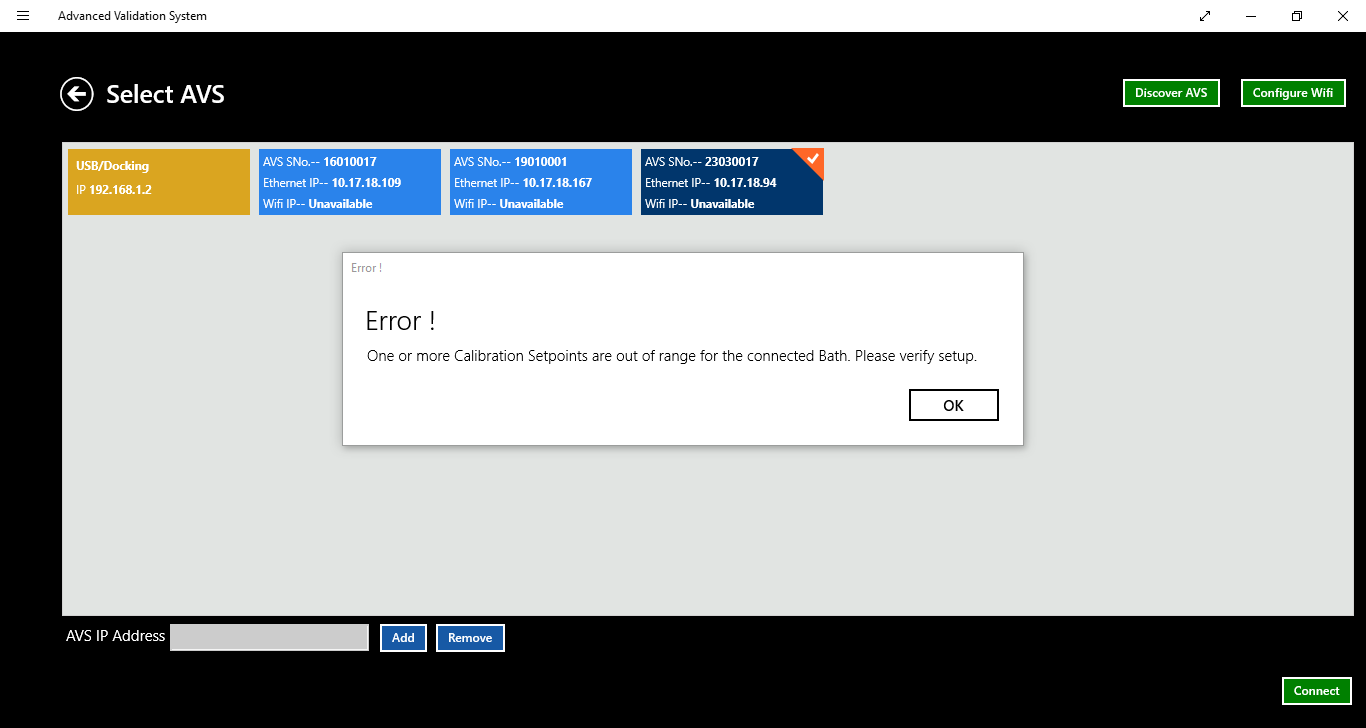 Advanced Validation System
Select AVS
Discover AVS
Configure Wifi
USB/Docking
IP 192.168.1.2
AVS SNo.-- 16010017
Ethernet IP-- 10.17.18.109
Wifi IP-- Unavailable
AVS SNo.-- 19010001
Ethernet IP-- 10.17.18.167
Wifi IP-- Unavailable
AVS SNo.-- 23030017
Ethernet IP-- 10.17.18.94
Wifi IP-- Unavailable
Error !
Error !
One or more Calibration Setpoints are out of range for the connected Bath. Please verify setup.
OK
AVS IP Address
Add
Remove
Connect